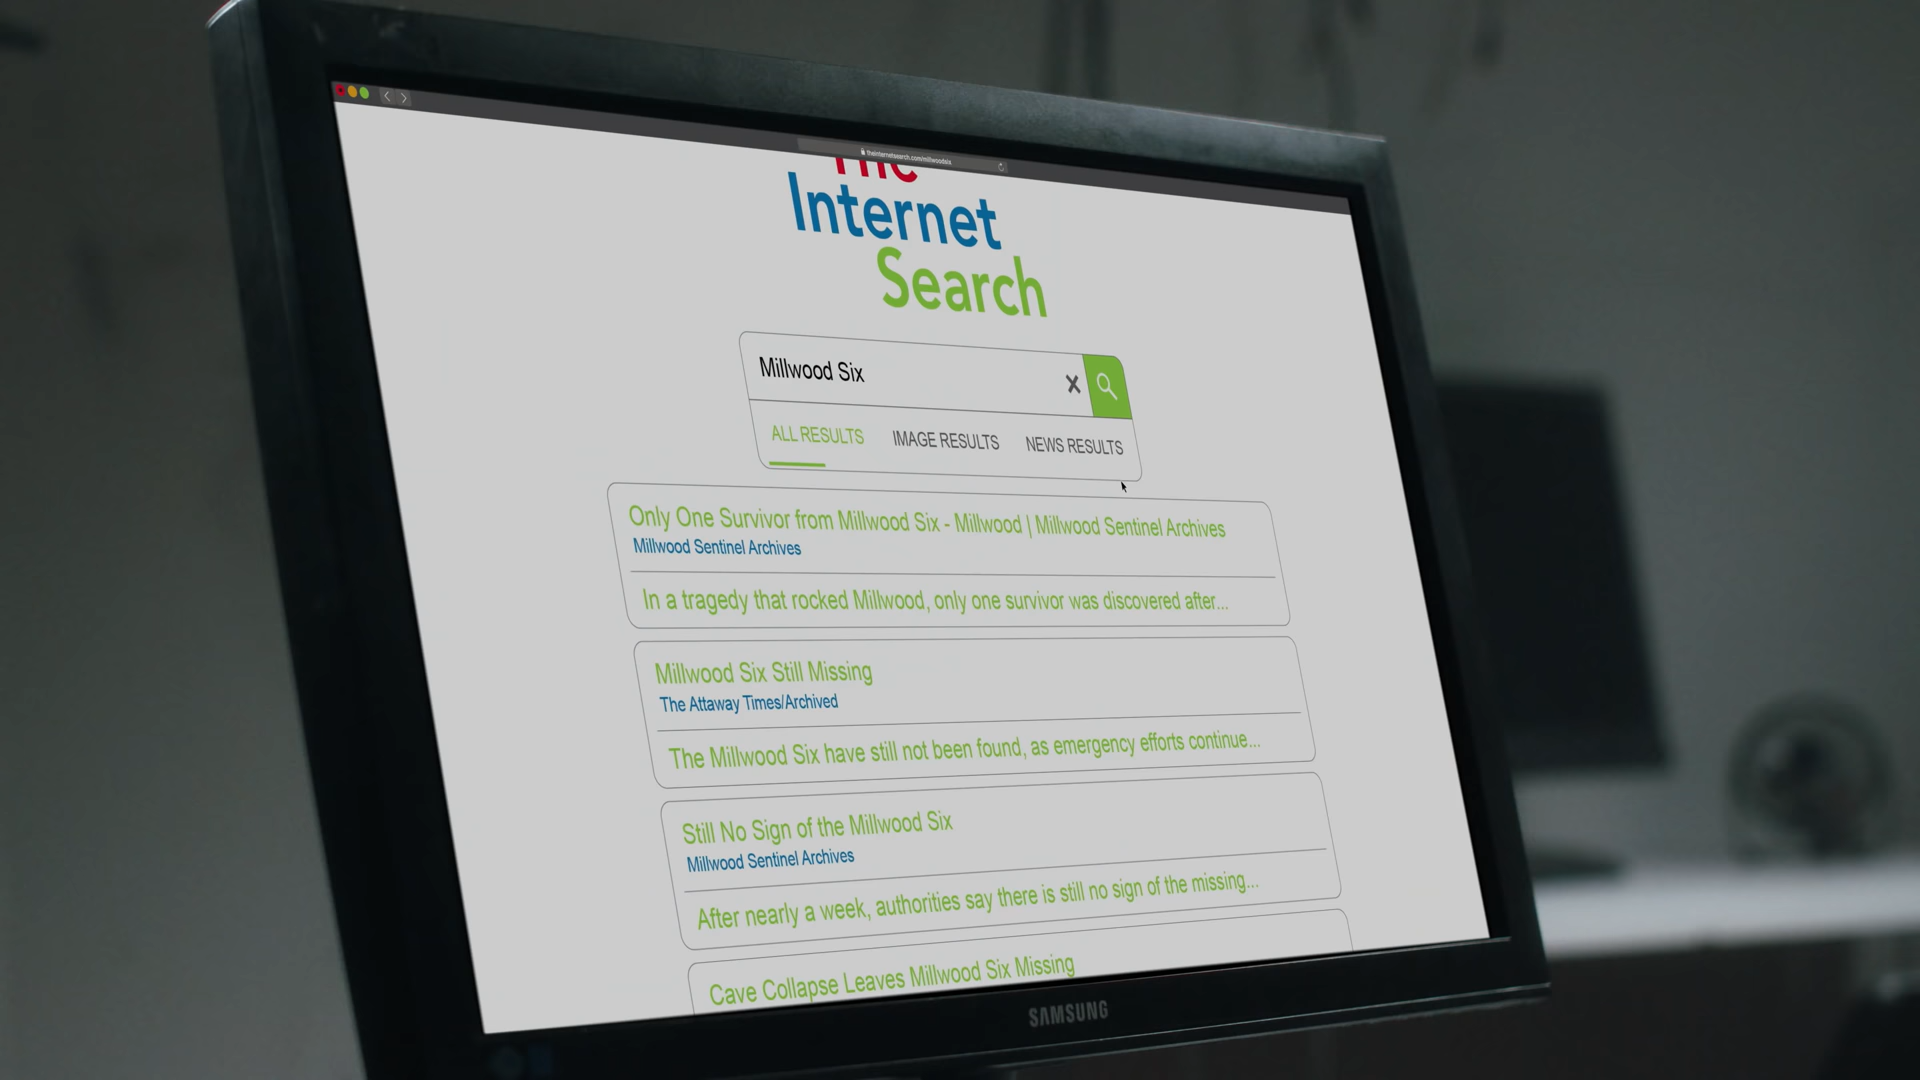 theinternetsearch.com/millwoodsix
The
Internet
Search
Millwood Six
ALL RESULTS IMAGE RESULTS NEWS RESULTS
Only One Survivor from Millwood Six - Millwood | Millwood Sentinel Archives
Millwood Sentinel Archives
In a tragedy that rocked Millwood, only one survivor was discovered after...
Millwood Six Still Missing
The Attaway Times/Archived
The Millwood Six have still not been found, as emergency efforts continue...
Still No Sign of the Millwood Six
Millwood Sentinel Archives
After nearly a week, authorities say there is still no sign of the missing...
Cave Collapse Leaves Millwood Six Missing
SAMSUNG